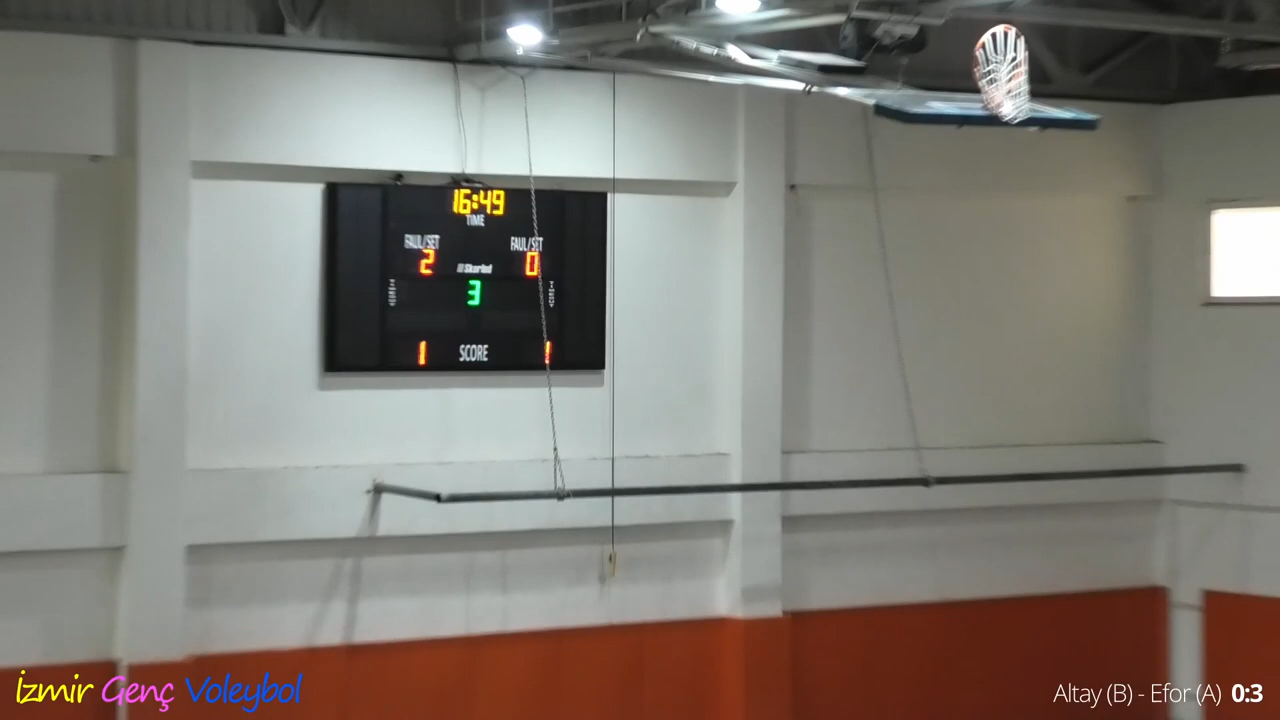 16:49
TIME
FAUL/SET FAUL/SET
2 Skorled 0
3
1 SCORE 1
İzmir Genç Voleybol
Altay (B) - Efor (A) 0:3